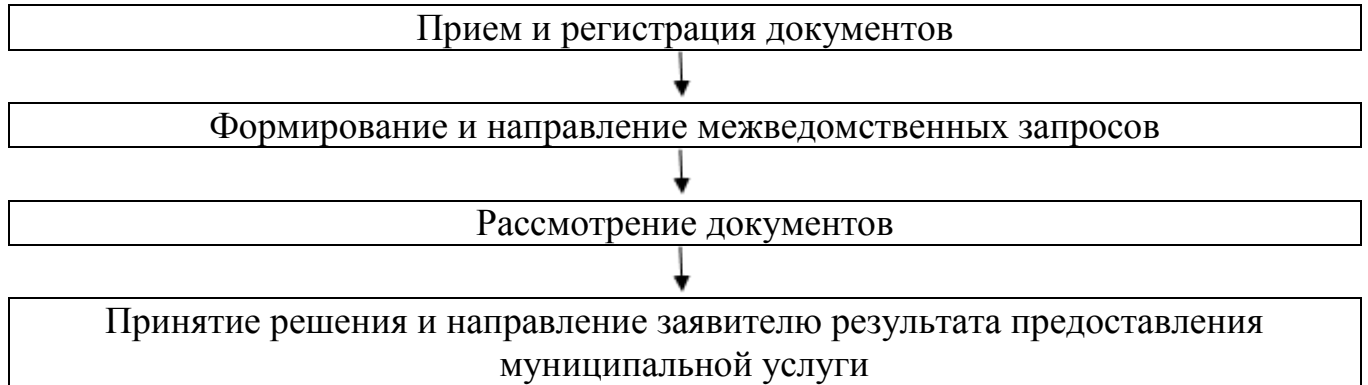 Прием и регистрация документов
Формирование и направление межведомственных запросов
Рассмотрение документов
Принятие решения и направление заявителю результата предоставления
муниципальной услуги